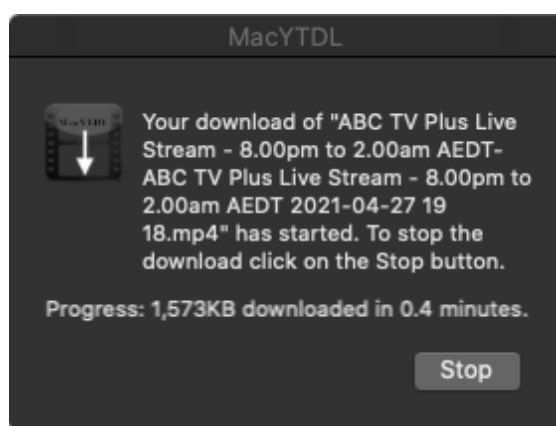 MacYTDL
MacYTDL
Your download of "ABC TV Plus Live
Stream - 8.00pm to 2.00am AEDT-
ABC TV Plus Live Stream - 8.00pm to
2.00am AEDT 2021-04-27 19
18.mp4" has started. To stop the
download click on the Stop button.
Progress: 1,573KB downloaded in 0.4 minutes.
Stop